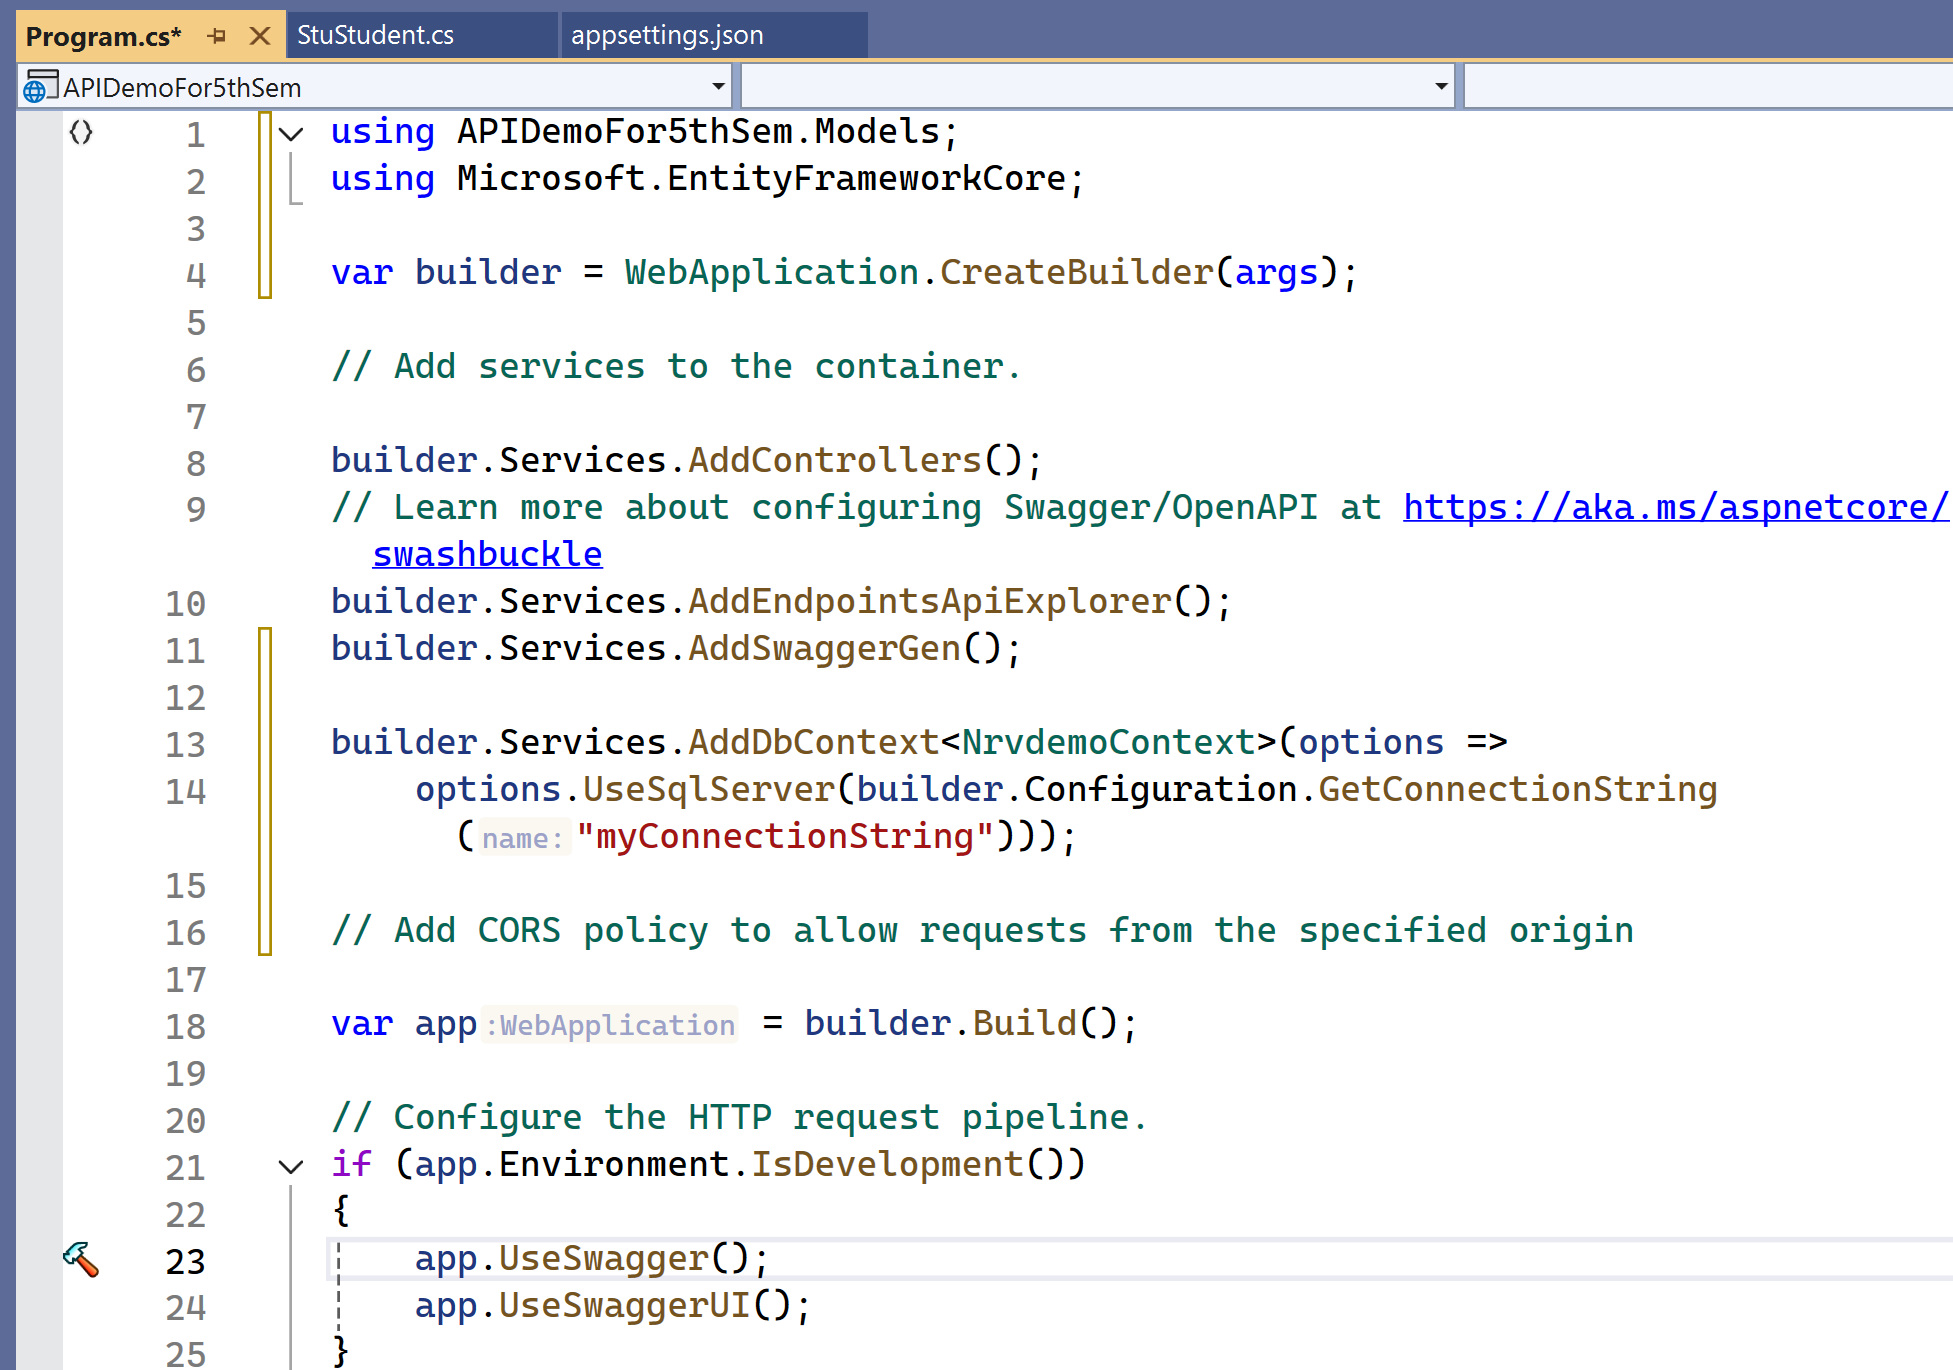 Program.cs* StuStudent.cs appsettings.json
APIDemoFor5thSem
1 using APIDemoFor5thSem.Models;
2 using Microsoft.EntityFrameworkCore;
3
4 var builder = WebApplication.CreateBuilder(args);
5
6 // Add services to the container.
7
8 builder.Services.AddControllers();
9 // Learn more about configuring Swagger/OpenAPI at https://aka.ms/aspnetcore/
swashbuckle
10 builder.Services.AddEndpointsApiExplorer();
11 builder.Services.AddSwaggerGen();
12
13 builder.Services.AddDbContext<NrvdemoContext>(options =>
14 options.UseSqlServer(builder.Configuration.GetConnectionString
(name:"myConnectionString")));
15
16 // Add CORS policy to allow requests from the specified origin
17
18 var app:WebApplication = builder.Build();
19
20 // Configure the HTTP request pipeline.
21 if (app.Environment.IsDevelopment())
22 {
23 app.UseSwagger();
24 app.UseSwaggerUI();
25 }